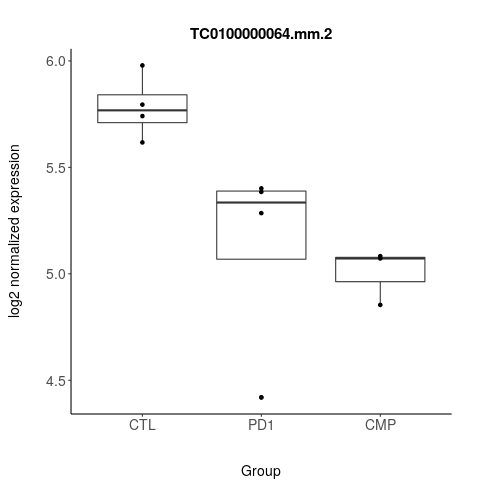 TC0100000064.mm.2
log2 normalized expression
6.0
5.5
5.0
4.5
CTL PD1 CMP
Group